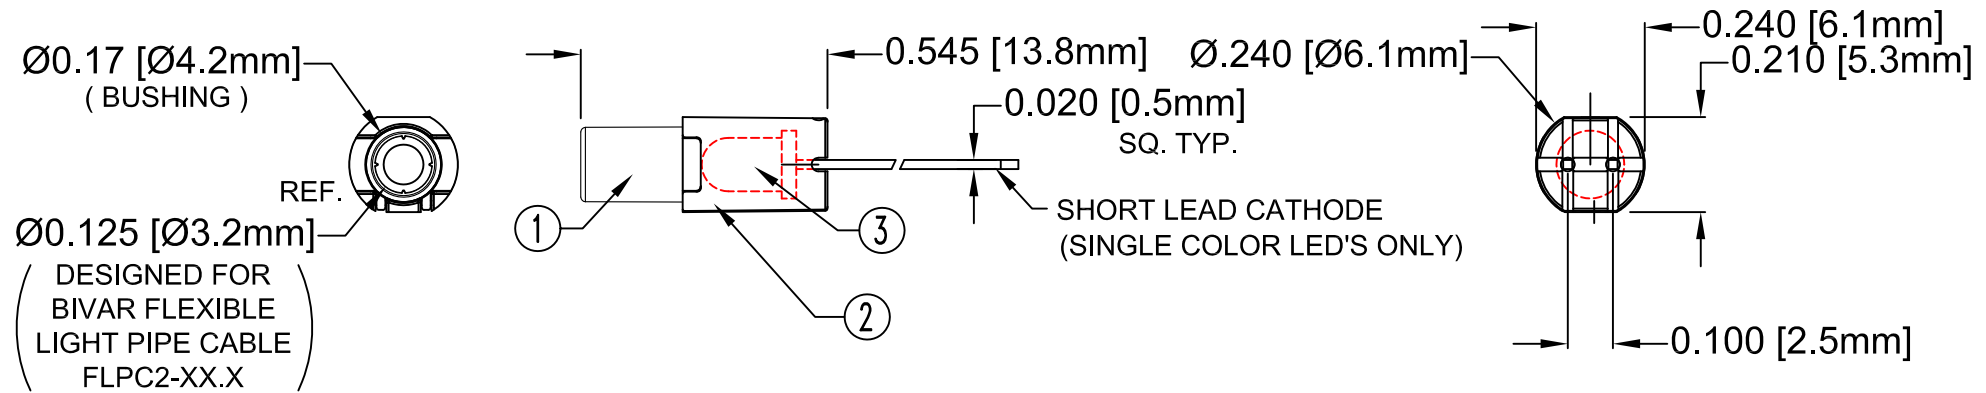 Ø0.17 [Ø4.2mm]
( BUSHING )
REF.
Ø0.125 [Ø3.2mm]
( DESIGNED FOR
BIVAR FLEXIBLE
LIGHT PIPE CABLE
FLPC2-XX.X )
0.545 [13.8mm]
0.020 [0.5mm]
SQ. TYP.
1
3
2
SHORT LEAD CATHODE
(SINGLE COLOR LED'S ONLY)
Ø.240 [Ø6.1mm]
0.240 [6.1mm]
0.210 [5.3mm]
0.100 [2.5mm]